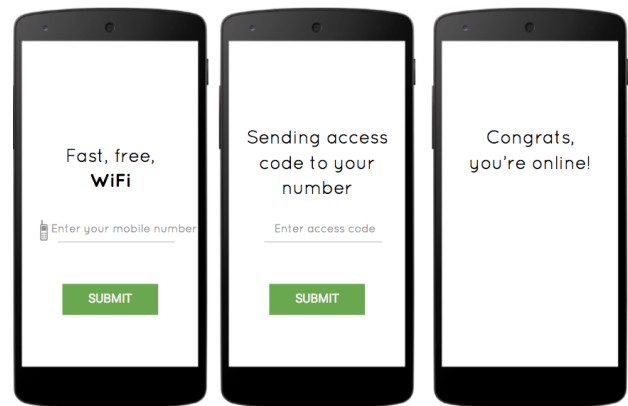 Fast, free,
WiFi
Enter your mobile number
SUBMIT
Sending access
code to your
number
Enter access code
SUBMIT
Congrats,
you're online!